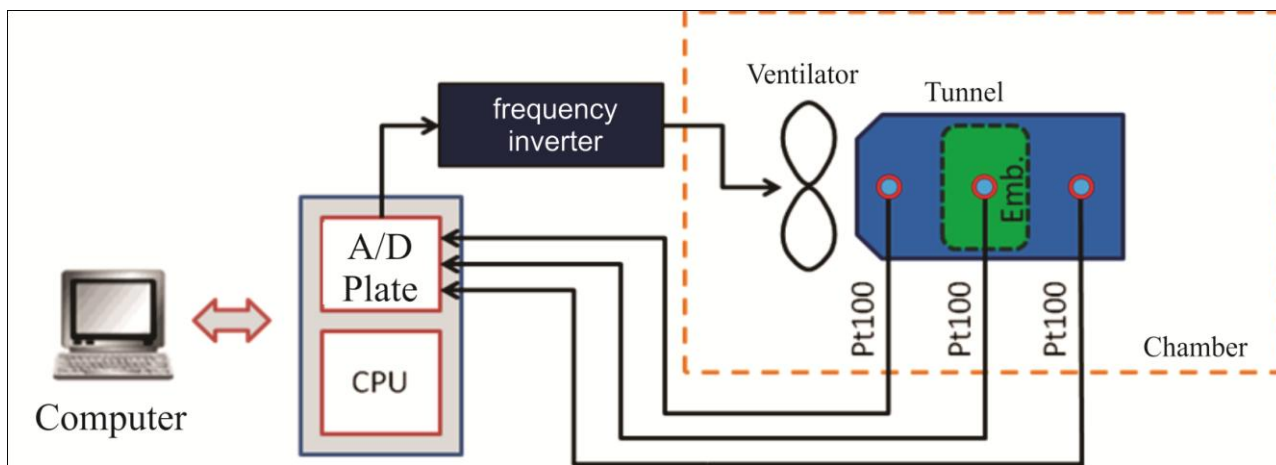 Ventilator
Tunnel
frequency
inverter
Emb.
A/D
Plate
Pt100
Pt100
Pt100
Chamber
CPU
Computer